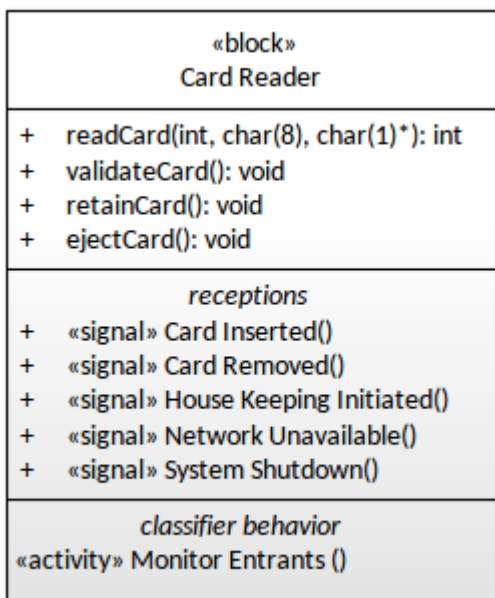 «block»
Card Reader
+ readCard(int, char(8), char(1)*): int
+ validateCard(): void
+ retainCard(): void
+ ejectCard(): void
receptions
+ «signal» Card Inserted()
+ «signal» Card Removed()
+ «signal» House Keeping Initiated()
+ «signal» Network Unavailable()
+ «signal» System Shutdown()
classifier behavior
«activity» Monitor Entrants ()